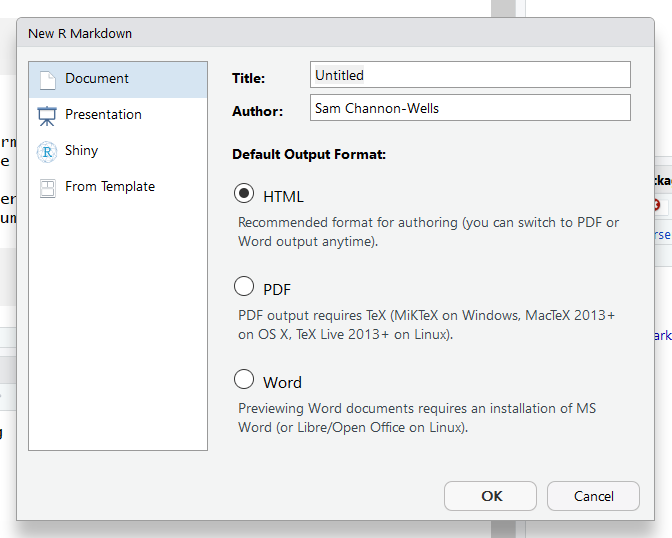 New R Markdown
Document
Presentation
Shiny
From Template
Title: Untitled
Author: Sam Channon-Wells
Default Output Format:
HTML
Recommended format for authoring (you can switch to PDF or
Word output anytime).
PDF
PDF output requires TeX (MiKTeX on Windows, MacTeX 2013+
on OS X, TeX Live 2013+ on Linux).
Word
Previewing Word documents requires an installation of MS
Word (or Libre/Open Office on Linux).
OK Cancel